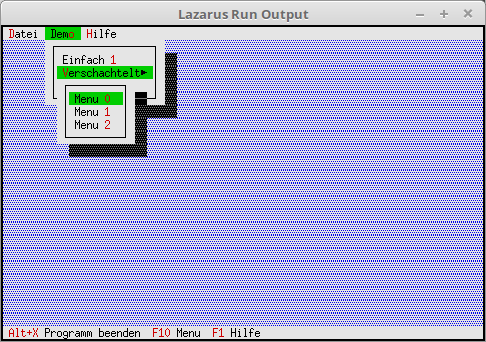 Lazarus Run Output
Datei Demo Hilfe
Einfach 1
Verschachtelt►
Menu 0
Menu 1
Menu 2
Alt+X Programm beenden F10 Menu F1 Hilfe